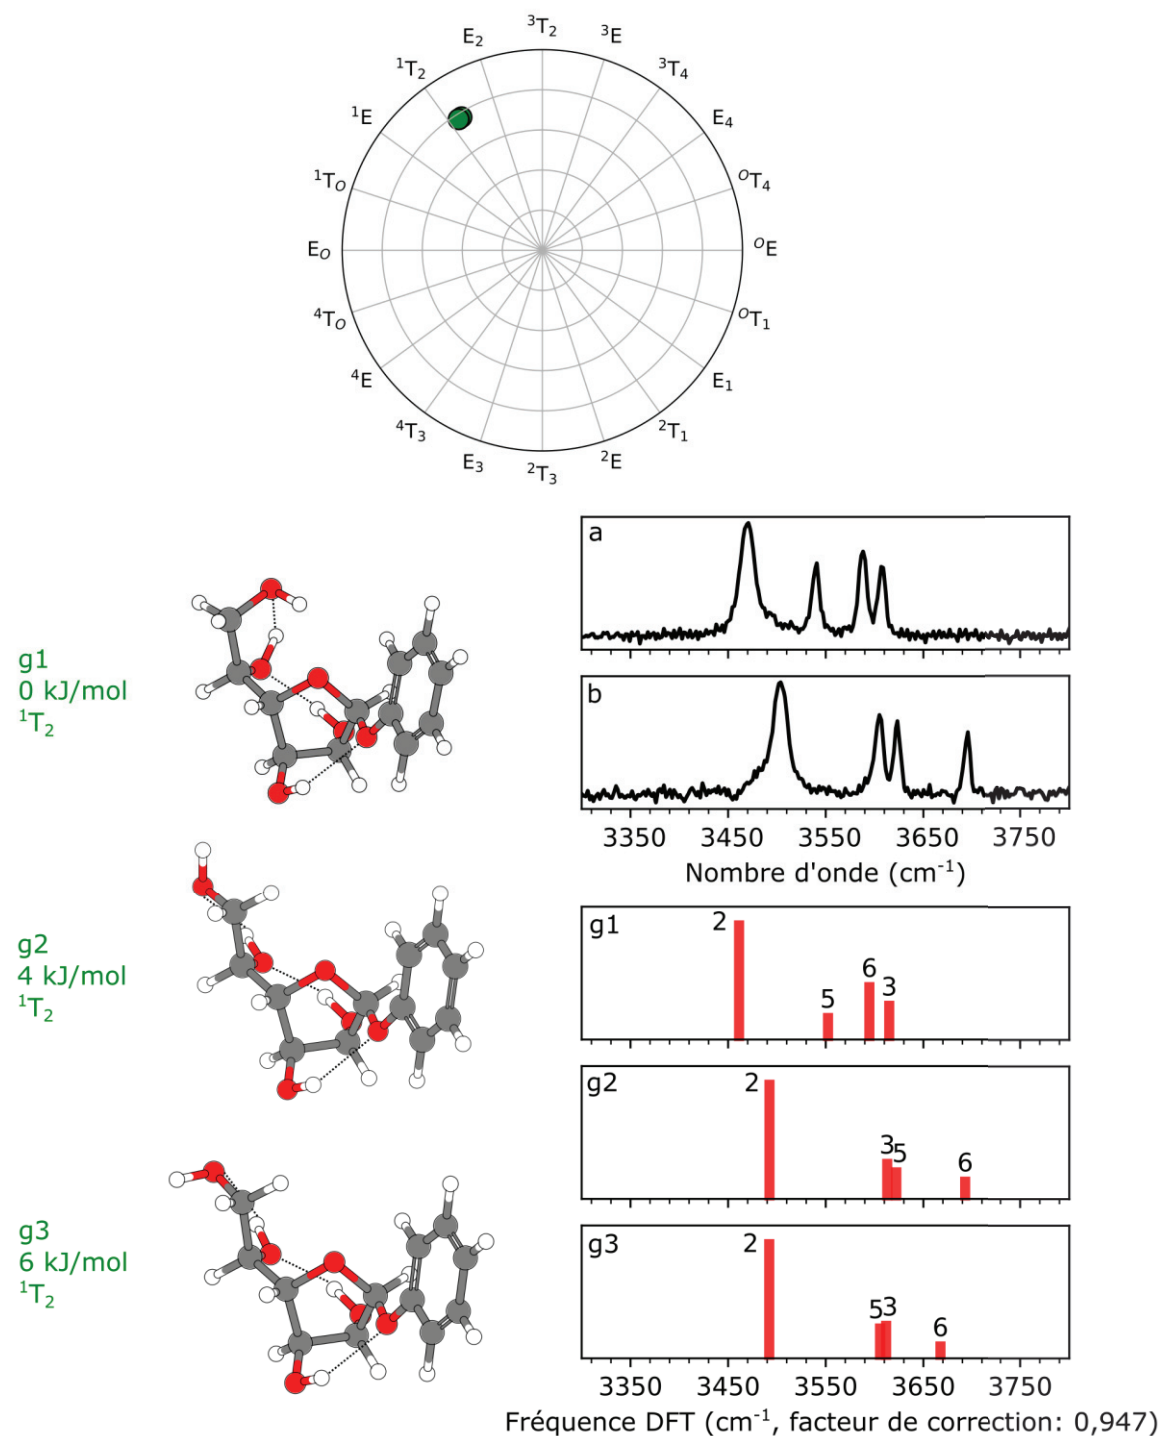 ³T₂
E₂
³E
¹T₂
³T₄
¹E
E₄
¹T_O
ᴼT₄
E_O
ᴼE
⁴T_O
ᴼT₁
⁴E
E₁
⁴T₃
²T₁
E₃
²E
²T₃
a
b
3350 3450 3550 3650 3750
Nombre d'onde (cm⁻¹)
g1
0 kJ/mol
¹T₂
g2
4 kJ/mol
¹T₂
g3
6 kJ/mol
¹T₂
g1
2
5
6
3
g2
2
3
5
6
g3
2
5
3
6
3350 3450 3550 3650 3750
Fréquence DFT (cm⁻¹, facteur de correction: 0,947)